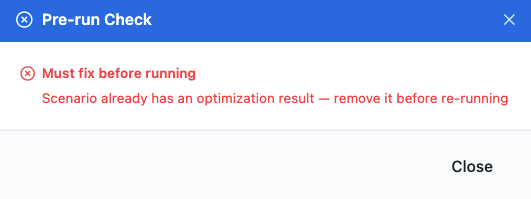 Pre-run Check
Must fix before running
Scenario already has an optimization result — remove it before re-running
Close